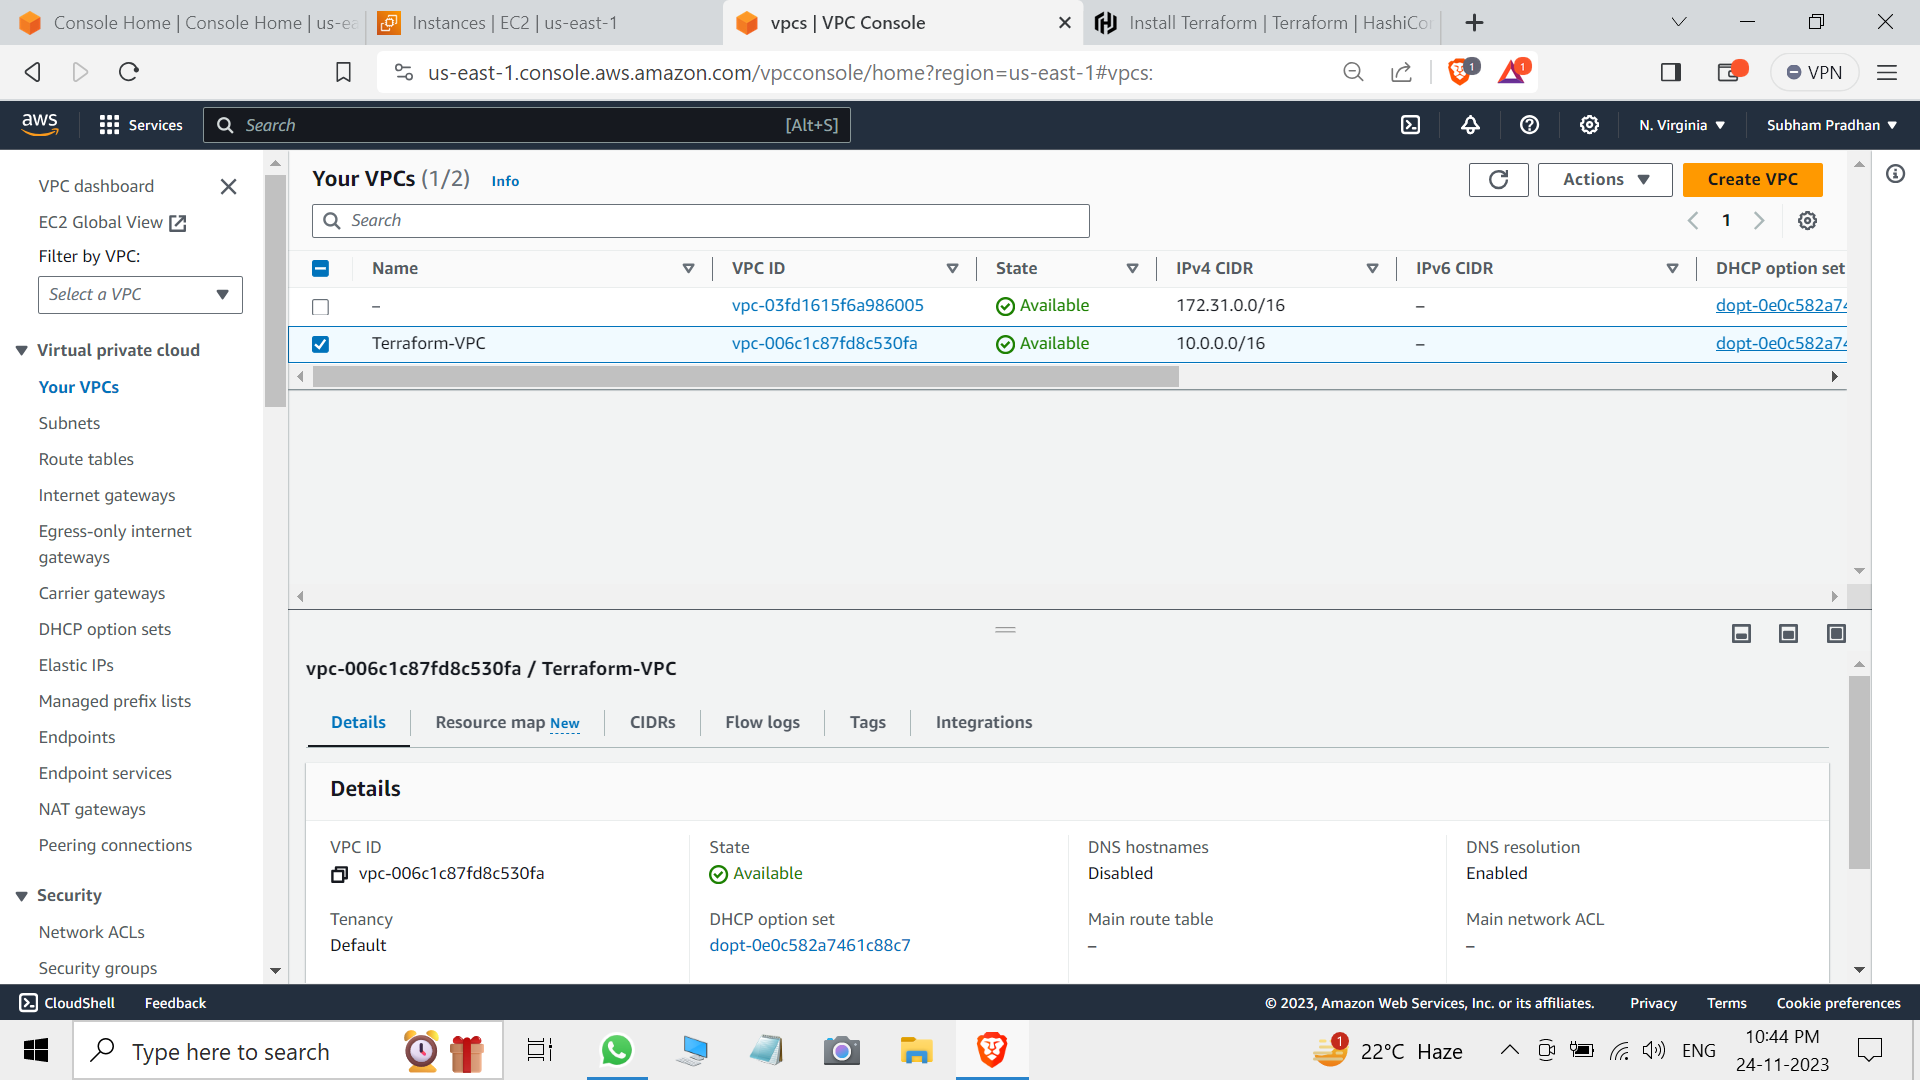 Console Home | Console Home | us-ea
Instances | EC2 | us-east-1
vpcs | VPC Console
Install Terraform | Terraform | HashiCor
us-east-1.console.aws.amazon.com/vpcconsole/home?region=us-east-1#vpcs:
1
1
VPN
aws
Services
Search
[Alt+S]
N. Virginia
Subham Pradhan
VPC dashboard
EC2 Global View
Filter by VPC:
Select a VPC
Virtual private cloud
Your VPCs
Subnets
Route tables
Internet gateways
Egress-only internet
gateways
Carrier gateways
DHCP option sets
Elastic IPs
Managed prefix lists
Endpoints
Endpoint services
NAT gateways
Peering connections
Security
Network ACLs
Security groups
Your VPCs (1/2) Info
Actions
Create VPC
Search
1
Name VPC ID State IPv4 CIDR IPv6 CIDR DHCP option set
– vpc-03fd1615f6a986005 Available 172.31.0.0/16 – dopt-0e0c582a74
Terraform-VPC vpc-006c1c87fd8c530fa Available 10.0.0.0/16 – dopt-0e0c582a74
vpc-006c1c87fd8c530fa / Terraform-VPC
Details Resource map New CIDRs Flow logs Tags Integrations
Details
VPC ID
vpc-006c1c87fd8c530fa
State
Available
DNS hostnames
Disabled
DNS resolution
Enabled
Tenancy
Default
DHCP option set
dopt-0e0c582a7461c88c7
Main route table
–
Main network ACL
–
CloudShell Feedback © 2023, Amazon Web Services, Inc. or its affiliates. Privacy Terms Cookie preferences
Type here to search
1
22°C Haze
ENG
10:44 PM
24-11-2023